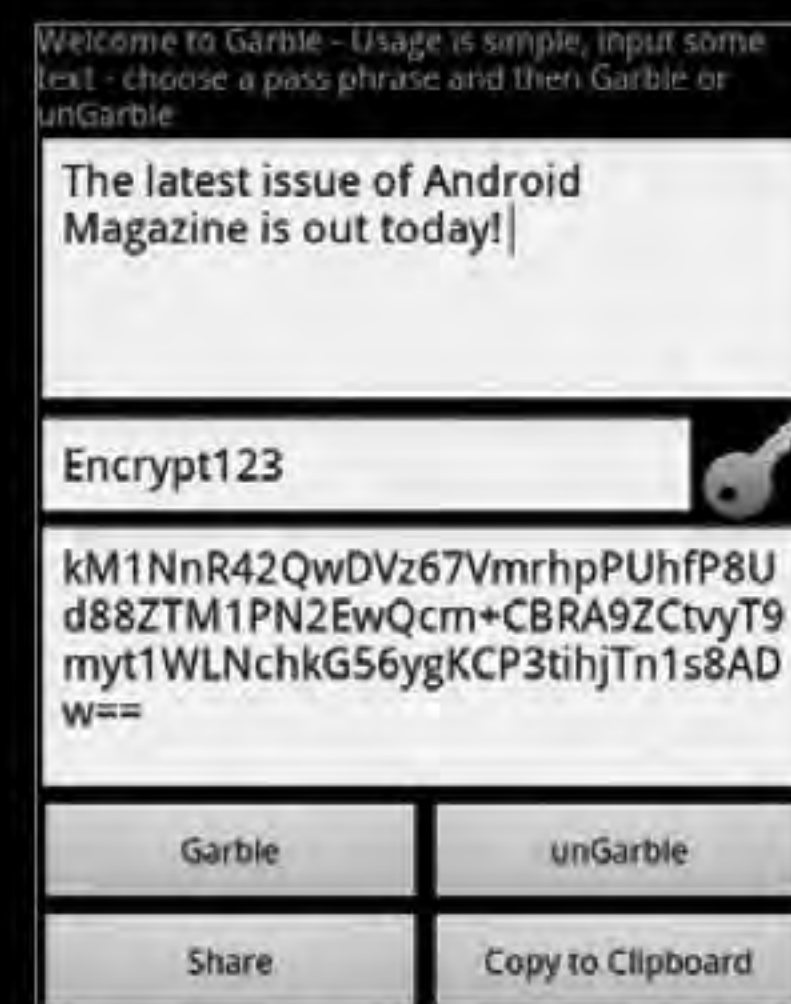 Welcome to Garble - Usage is simple, input some
text - choose a pass phrase and then Garble or
unGarble
The latest issue of Android
Magazine is out today!
Encrypt123
kM1NnR42QwDVz67VmrhpPUhfP8U
d88ZTM1PN2EwQcm+CBRA9ZCtvyT9
myt1WLNchkG56ygKCP3tihjTn1s8AD
w==
Garble
unGarble
Share
Copy to Clipboard